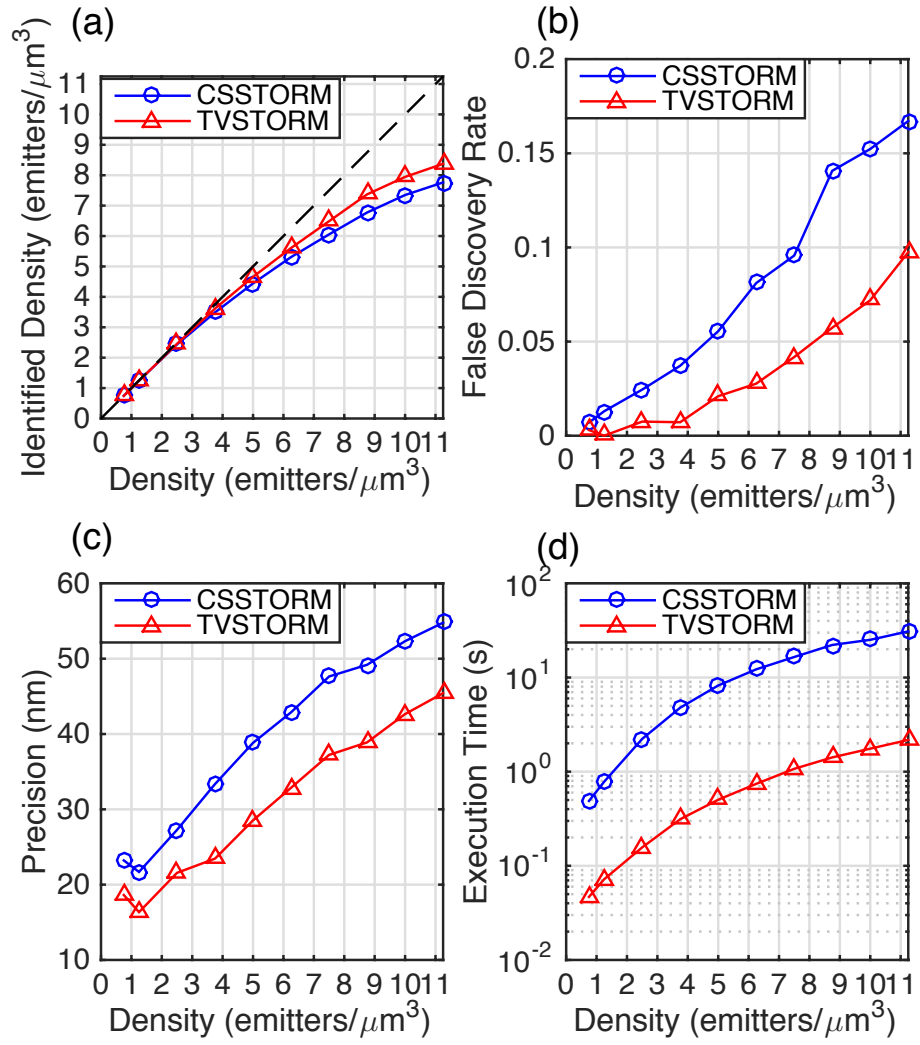 (a)
Identified Density (emitters/μm³)
11
10
9
8
7
6
5
4
3
2
1
0
CSSTORM
TVSTORM
0 1 2 3 4 5 6 7 8 9 10 11
Density (emitters/μm³)
(b)
False Discovery Rate
0.2
0.15
0.1
0.05
0
CSSTORM
TVSTORM
0 1 2 3 4 5 6 7 8 9 10 11
Density (emitters/μm³)
(c)
Precision (nm)
60
50
40
30
20
10
CSSTORM
TVSTORM
0 1 2 3 4 5 6 7 8 9 10 11
Density (emitters/μm³)
(d)
Execution Time (s)
10²
10¹
10⁰
10⁻¹
10⁻²
CSSTORM
TVSTORM
0 1 2 3 4 5 6 7 8 9 10 11
Density (emitters/μm³)